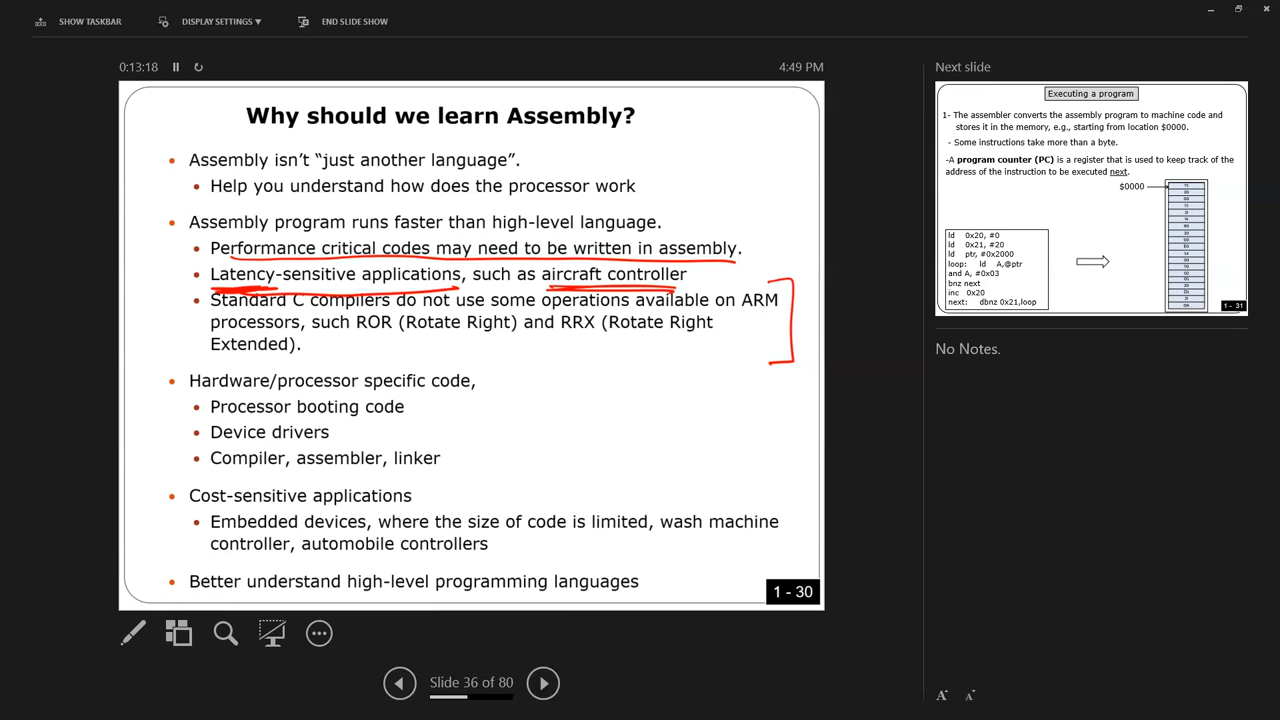 SHOW TASKBAR
DISPLAY SETTINGS
END SLIDE SHOW
0:13:18
4:49 PM
Why should we learn Assembly?
Assembly isn't “just another language”.
Help you understand how does the processor work
Assembly program runs faster than high-level language.
Performance critical codes may need to be written in assembly.
Latency-sensitive applications, such as aircraft controller
Standard C compilers do not use some operations available on ARM
processors, such ROR (Rotate Right) and RRX (Rotate Right
Extended).
Hardware/processor specific code,
Processor booting code
Device drivers
Compiler, assembler, linker
Cost-sensitive applications
Embedded devices, where the size of code is limited, wash machine
controller, automobile controllers
Better understand high-level programming languages
1 - 30
Slide 36 of 80
Next slide
Executing a program
1- The assembler converts the assembly program to machine code and
stores it in the memory, e.g., starting from location $0000.
- Some instructions take more than a byte.
-A program counter (PC) is a register that is used to keep track of the
address of the instruction to be executed next.
$0000
ld 0x20, #0
ld 0x21, #20
ld ptr, #0x2000
loop: ld A,@ptr
and A, #0x03
bnz next
inc 0x20
next: dbnz 0x21,loop
1 - 31
No Notes.
A
A